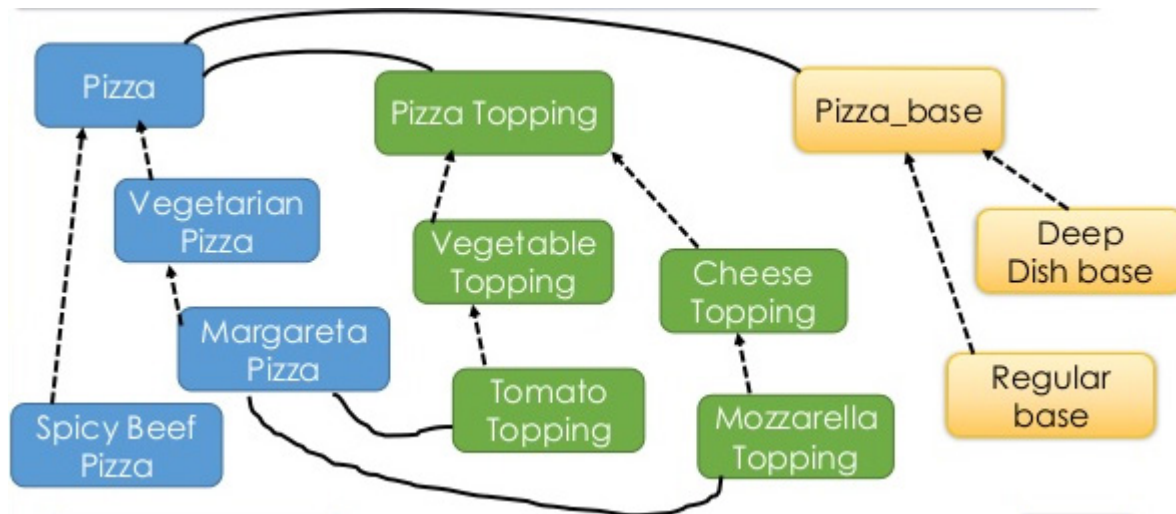 Pizza
Pizza Topping
Pizza_base
Vegetarian
Pizza
Vegetable
Topping
Cheese
Topping
Deep
Dish base
Margareta
Pizza
Tomato
Topping
Regular
base
Spicy Beef
Pizza
Mozzarella
Topping